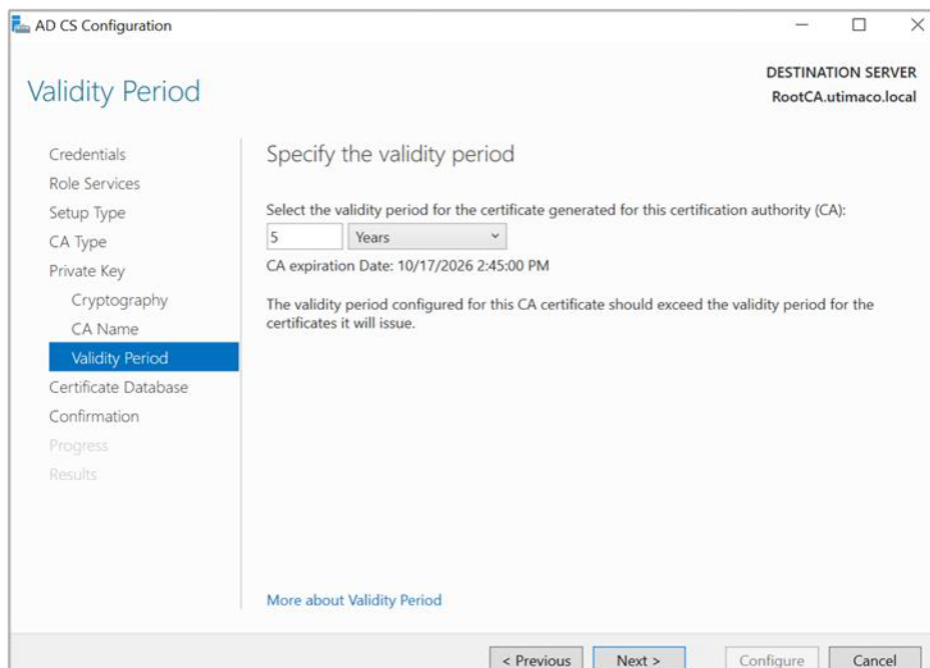 AD CS Configuration
Validity Period
DESTINATION SERVER
RootCA.utimaco.local
Credentials
Role Services
Setup Type
CA Type
Private Key
Cryptography
CA Name
Validity Period
Certificate Database
Confirmation
Progress
Results
Specify the validity period
Select the validity period for the certificate generated for this certification authority (CA):
5 Years
CA expiration Date: 10/17/2026 2:45:00 PM
The validity period configured for this CA certificate should exceed the validity period for the
certificates it will issue.
More about Validity Period
< Previous Next > Configure Cancel